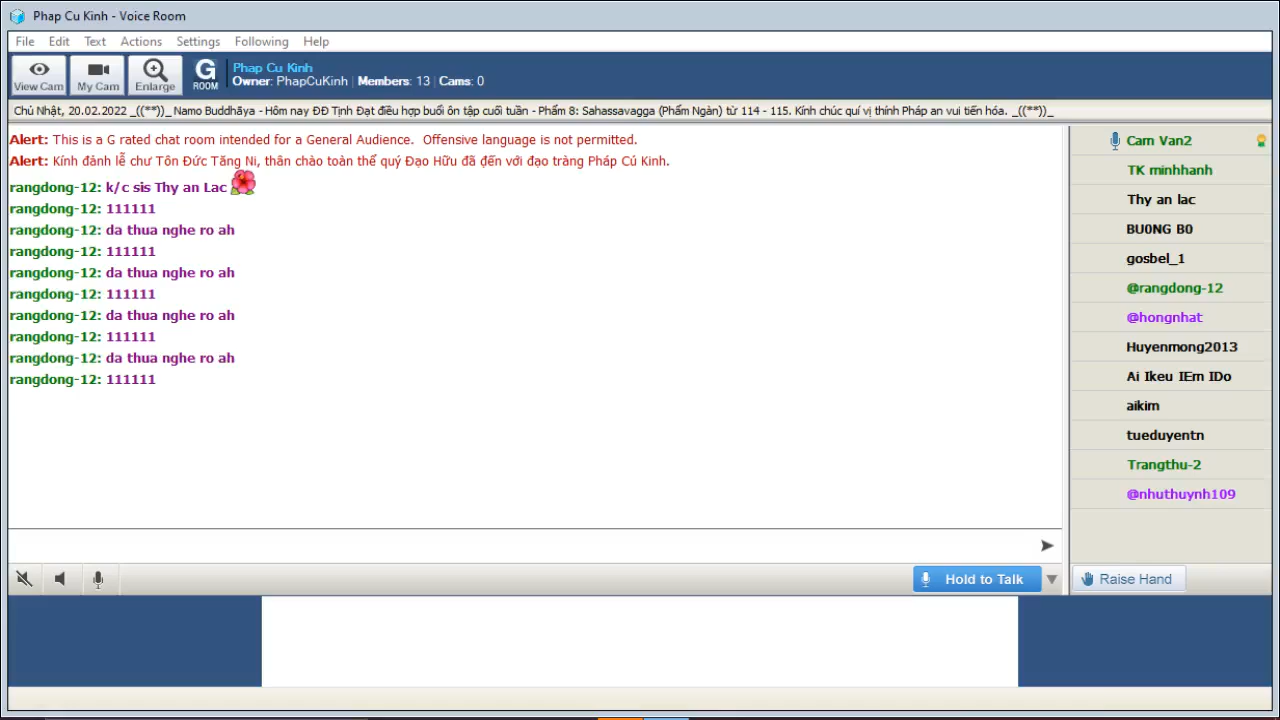 Phap Cu Kinh - Voice Room
File Edit Text Actions Settings Following Help
View Cam
My Cam
Enlarge
G
ROOM
Phap Cu Kinh
Owner: PhapCuKinh | Members: 13 | Cams: 0
Chủ Nhật, 20.02.2022 _((**))_ Namo Buddhāya - Hôm nay ĐĐ Tịnh Đạt điều hợp buổi ôn tập cuối tuần - Phẩm 8: Sahassavagga (Phẩm Ngàn) từ 114 - 115. Kính chúc quí vị thính Pháp an vui tiến hóa. _((**))_
Alert: This is a G rated chat room intended for a General Audience. Offensive language is not permitted.
Alert: Kính đảnh lễ chư Tôn Đức Tăng Ni, thân chào toàn thể quý Đạo Hữu đã đến với đạo tràng Pháp Cú Kinh.
rangdong-12: k/c sis Thy an Lac
rangdong-12: 111111
rangdong-12: da thua nghe ro ah
rangdong-12: 111111
rangdong-12: da thua nghe ro ah
rangdong-12: 111111
rangdong-12: da thua nghe ro ah
rangdong-12: 111111
rangdong-12: da thua nghe ro ah
rangdong-12: 111111
Cam Van2
TK minhhanh
Thy an lac
BU0NG B0
gosbel_1
@rangdong-12
@hongnhat
Huyenmong2013
Ai Ikeu IEm IDo
aikim
tueduyentn
Trangthu-2
@nhuthuynh109
Hold to Talk
Raise Hand